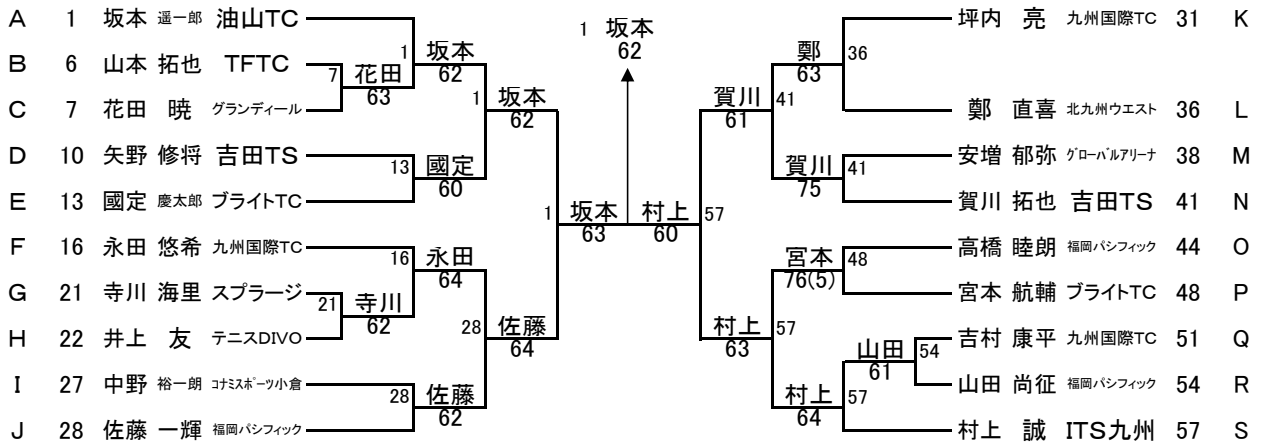 A 1 坂本 遥一郎 油山TC
B 6 山本 拓也 TFTC
C 7 花田 暁 グランディール
D 10 矢野 修将 吉田TS
E 13 國定 慶太郎 ブライトTC
F 16 永田 悠希 九州国際TC
G 21 寺川 海里 スプラージ
H 22 井上 友 テニスDIVO
I 27 中野 裕一朗 コナミスポーツ小倉
J 28 佐藤 一輝 福岡パシフィック
7 花田
63
21 寺川
62
1 坂本
62
13 國定
60
16 永田
64
28 佐藤
62
1 坂本
62
28 佐藤
64
1 坂本
63
1 坂本
62
村上 57
60
賀川 41
61
村上 57
63
鄭 36
63
賀川 41
75
宮本 48
76(5)
村上 57
64
山田 54
61
坪内 亮 九州国際TC 31 K
鄭 直喜 北九州ウエスト 36 L
安増 郁弥 グローバルアリーナ 38 M
賀川 拓也 吉田TS 41 N
高橋 睦朗 福岡パシフィック 44 O
宮本 航輔 ブライトTC 48 P
吉村 康平 九州国際TC 51 Q
山田 尚征 福岡パシフィック 54 R
村上 誠 ITS九州 57 S